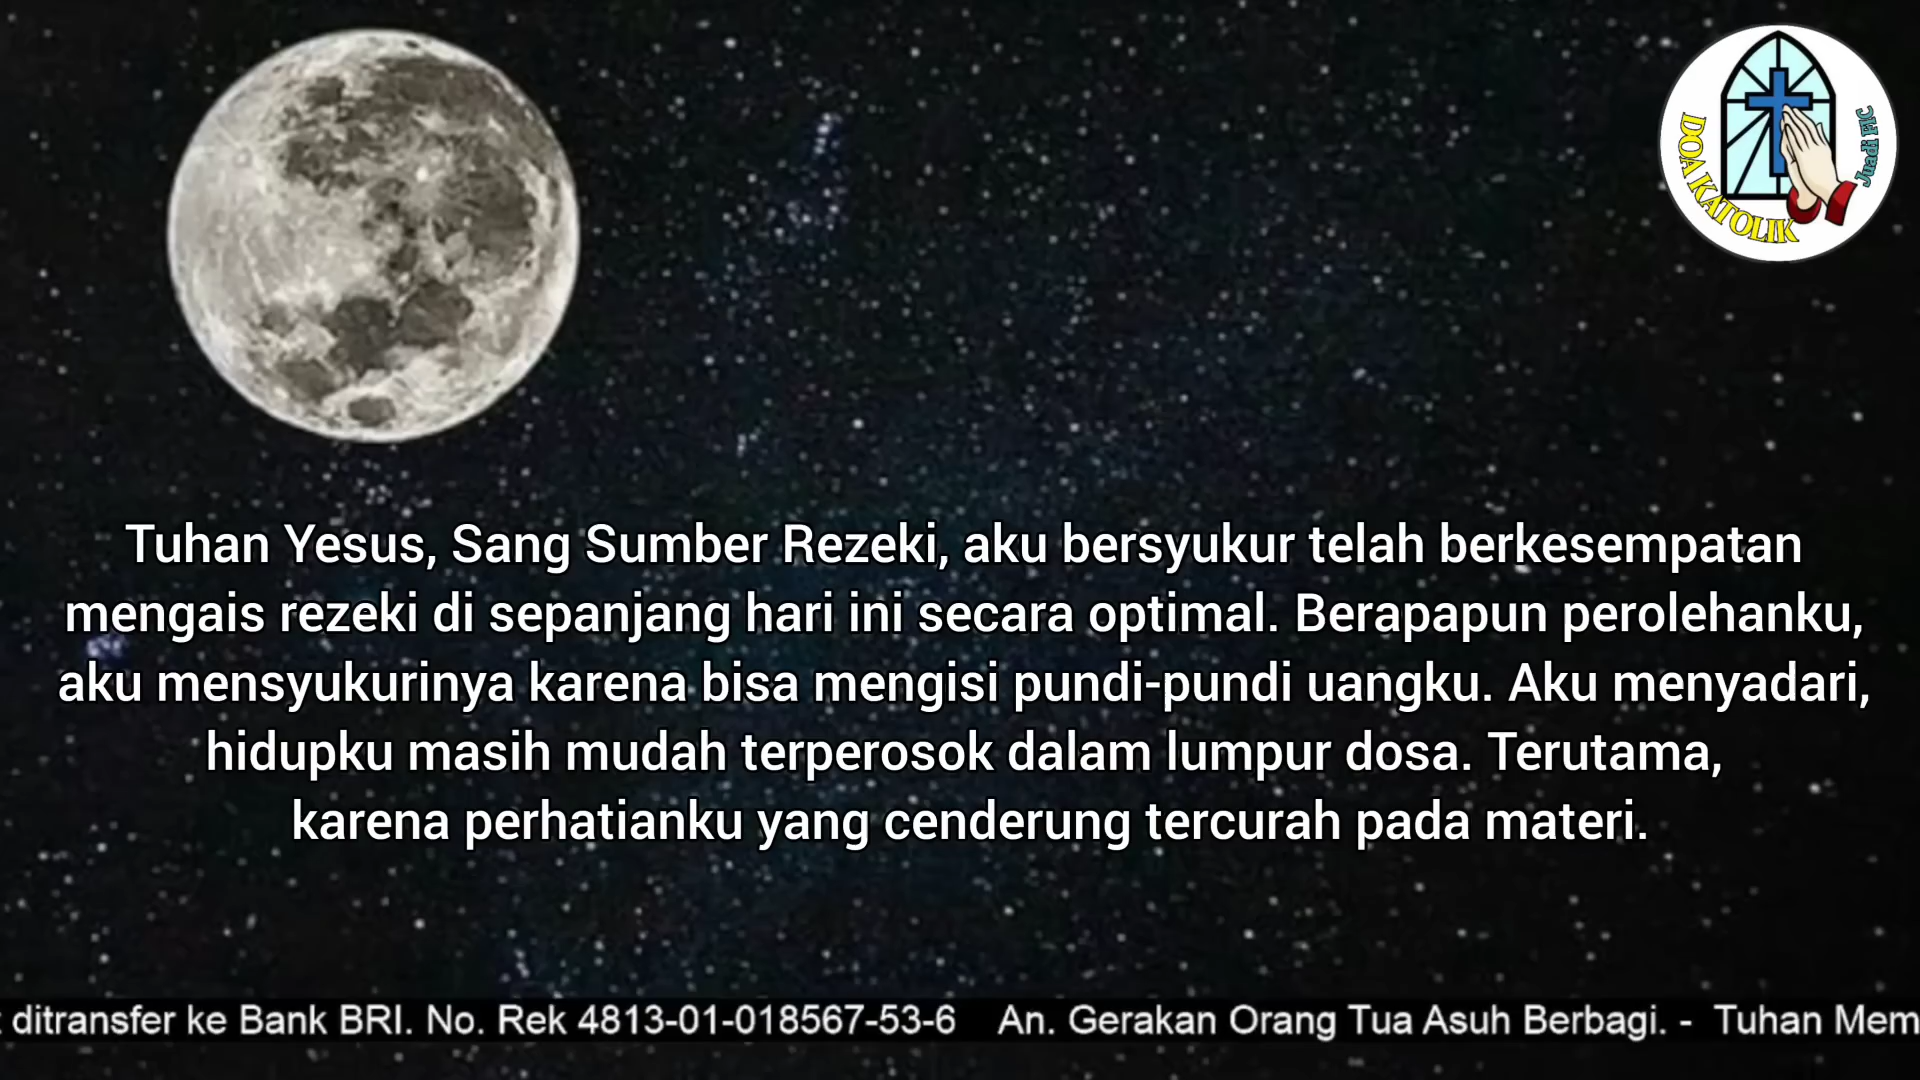 DOA KATOLIK
Juadi FIC
Tuhan Yesus, Sang Sumber Rezeki, aku bersyukur telah berkesempatan
mengais rezeki di sepanjang hari ini secara optimal. Berapapun perolehanku,
aku mensyukurinya karena bisa mengisi pundi-pundi uangku. Aku menyadari,
hidupku masih mudah terperosok dalam lumpur dosa. Terutama,
karena perhatianku yang cenderung tercurah pada materi.
ditransfer ke Bank BRI. No. Rek 4813-01-018567-53-6 An. Gerakan Orang Tua Asuh Berbagi. - Tuhan Mem